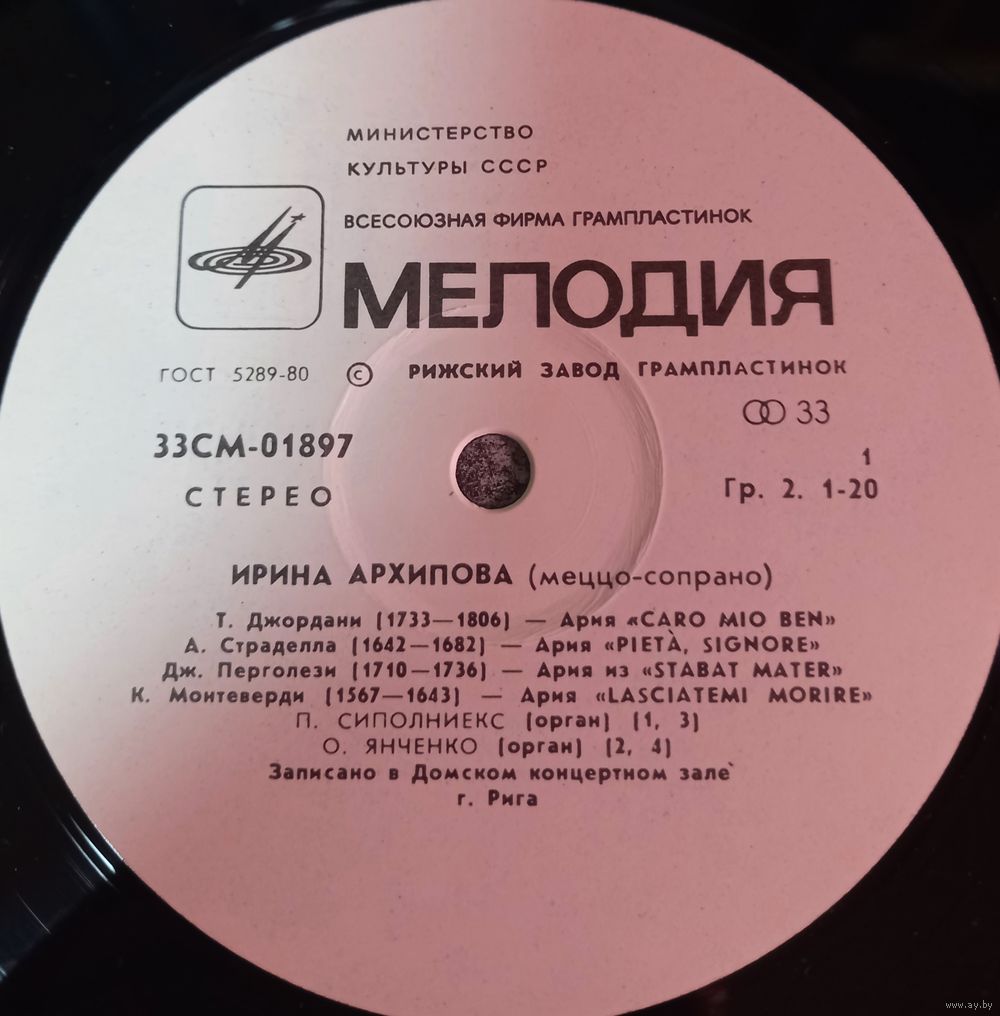 МИНИСТЕРСТВО
КУЛЬТУРЫ СССР
ВСЕСОЮЗНАЯ ФИРМА ГРАМПЛАСТИНОК
МЕЛОДИЯ
ГОСТ 5289-80 © РИЖСКИЙ ЗАВОД ГРАМПЛАСТИНОК
33
33СМ-01897
1
СТЕРЕО
Гр. 2. 1-20
ИРИНА АРХИПОВА (меццо-сопрано)
Т. Джордани (1733—1806) — Ария «CARO MIO BEN»
А. Страделла (1642—1682) — Ария «PIETÀ, SIGNORE»
Дж. Перголези (1710—1736) — Ария из «STABAT MATER»
К. Монтеверди (1567—1643) — Ария «LASCIATEMI MORIRE»
П. СИПОЛНИЕКС (орган) (1, 3)
О. ЯНЧЕНКО (орган) (2, 4)
Записано в Домском концертном зале
г. Рига
www.ay.by